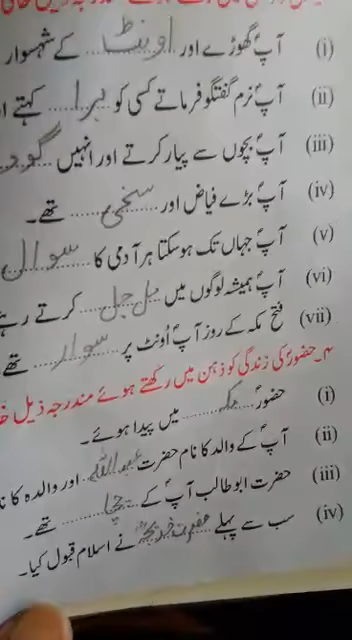 (i) آپؐ گھوڑے اور اونٹ کے شہسوار
(ii) آپؐ نرم گفتگو فرماتے کسی کو برا کہتے
(iii) آپؐ بچوں سے پیار کرتے اور انہیں گود
(iv) آپؐ بڑے فیاض اور سخی تھے۔
(v) آپؐ جہاں تک ہو سکتا ہر آدمی کا سوال
(vi) آپؐ ہمیشہ لوگوں میں مل جل کرتے
(vii) فتح مکہ کے روز آپؐ اُونٹ پر سوار تھے
۴۔ حضورؐ کی زندگی کو ذہن میں رکھتے ہوئے مندرجہ ذیل
(i) حضورؐ مکہ میں پیدا ہوئے۔
(ii) آپؐ کے والد کا نام حضرت عبداللہ اور والدہ کا
(iii) حضرت ابو طالب آپؐ کے چچا تھے۔
(iv) سب سے پہلے حضرت خدیجہؓ نے اسلام قبول کیا۔